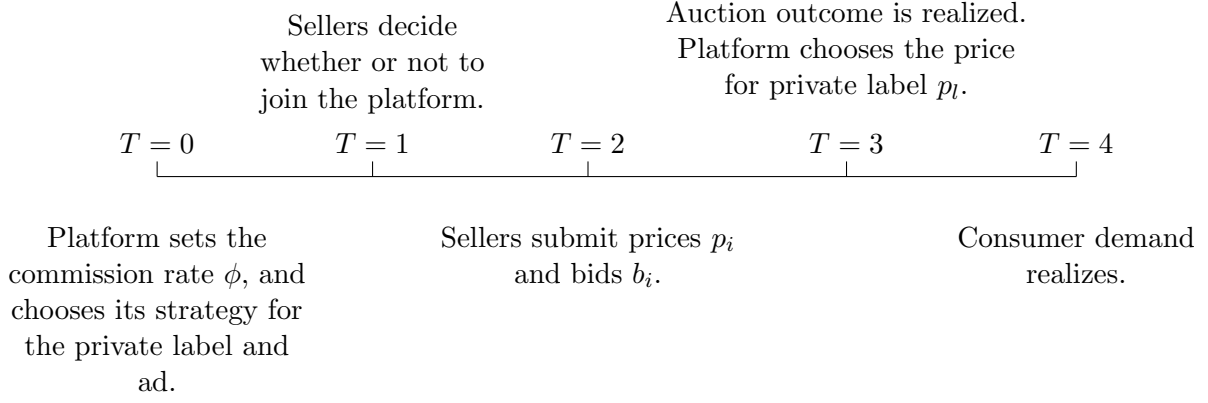 Sellers decide
whether or not to
join the platform.
Auction outcome is realized.
Platform chooses the price
for private label $p_l$.
T = 0
T = 1
T = 2
T = 3
T = 4
Platform sets the
commission rate ϕ, and
chooses its strategy for
the private label and
ad.
Sellers submit prices $p_i$
and bids $b_i$.
Consumer demand
realizes.